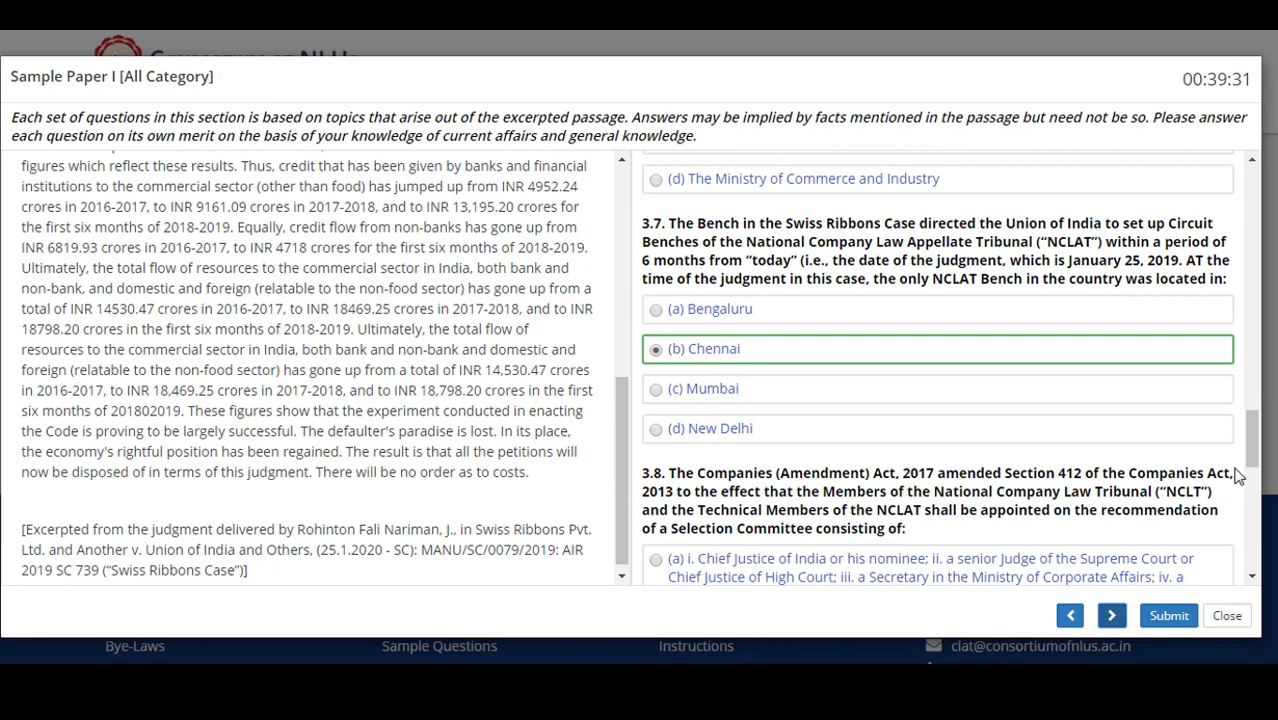 Sample Paper I [All Category]
00:39:31
Each set of questions in this section is based on topics that arise out of the excerpted passage. Answers may be implied by facts mentioned in the passage but need not be so. Please answer
each question on its own merit on the basis of your knowledge of current affairs and general knowledge.
figures which reflect these results. Thus, credit that has been given by banks and financial
institutions to the commercial sector (other than food) has jumped up from INR 4952.24
crores in 2016-2017, to INR 9161.09 crores in 2017-2018, and to INR 13,195.20 crores for
the first six months of 2018-2019. Equally, credit flow from non-banks has gone up from
INR 6819.93 crores in 2016-2017, to INR 4718 crores for the first six months of 2018-2019.
Ultimately, the total flow of resources to the commercial sector in India, both bank and
non-bank, and domestic and foreign (relatable to the non-food sector) has gone up from a
total of INR 14530.47 crores in 2016-2017, to INR 18469.25 crores in 2017-2018, and to INR
18798.20 crores in the first six months of 2018-2019. Ultimately, the total flow of
resources to the commercial sector in India, both bank and non-bank and domestic and
foreign (relatable to the non-food sector) has gone up from a total of INR 14,530.47 crores
in 2016-2017, to INR 18,469.25 crores in 2017-2018, and to INR 18,798.20 crores in the first
six months of 201802019. These figures show that the experiment conducted in enacting
the Code is proving to be largely successful. The defaulter's paradise is lost. In its place,
the economy's rightful position has been regained. The result is that all the petitions will
now be disposed of in terms of this judgment. There will be no order as to costs.
[Excerpted from the judgment delivered by Rohinton Fali Nariman, J., in Swiss Ribbons Pvt.
Ltd. and Another v. Union of India and Others, (25.1.2020 - SC): MANU/SC/0079/2019: AIR
2019 SC 739 (“Swiss Ribbons Case”)]
(d) The Ministry of Commerce and Industry
3.7. The Bench in the Swiss Ribbons Case directed the Union of India to set up Circuit
Benches of the National Company Law Appellate Tribunal (“NCLAT”) within a period of
6 months from “today” (i.e., the date of the judgment, which is January 25, 2019. AT the
time of the judgment in this case, the only NCLAT Bench in the country was located in:
(a) Bengaluru
(b) Chennai
(c) Mumbai
(d) New Delhi
3.8. The Companies (Amendment) Act, 2017 amended Section 412 of the Companies Act,
2013 to the effect that the Members of the National Company Law Tribunal (“NCLT”)
and the Technical Members of the NCLAT shall be appointed on the recommendation
of a Selection Committee consisting of:
(a) i. Chief Justice of India or his nominee; ii. a senior Judge of the Supreme Court or
Chief Justice of High Court; iii. a Secretary in the Ministry of Corporate Affairs; iv. a
Submit
Close
Bye-Laws
Sample Questions
Instructions
clat@consortiumofnlus.ac.in